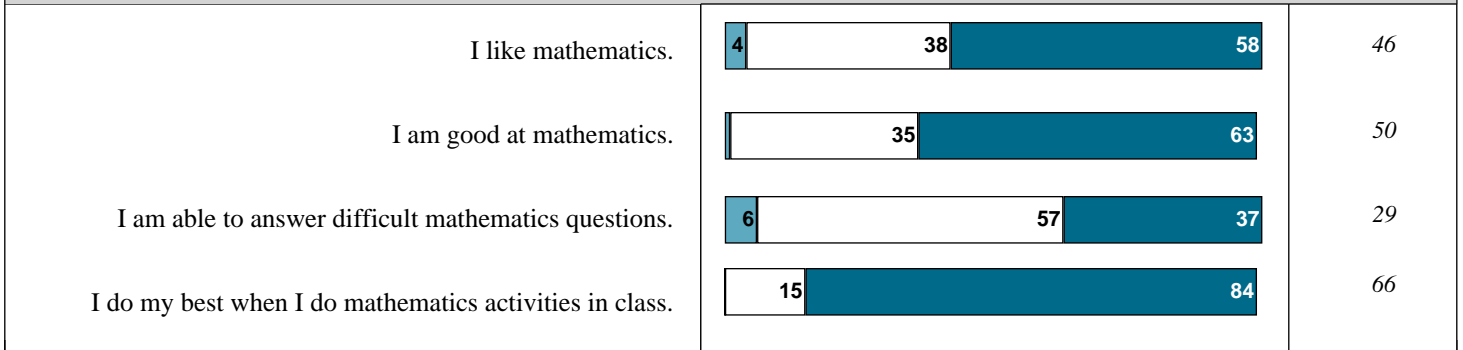 I like mathematics. 4 38 58 46
I am good at mathematics. 35 63 50
I am able to answer difficult mathematics questions. 6 57 37 29
I do my best when I do mathematics activities in class. 15 84 66